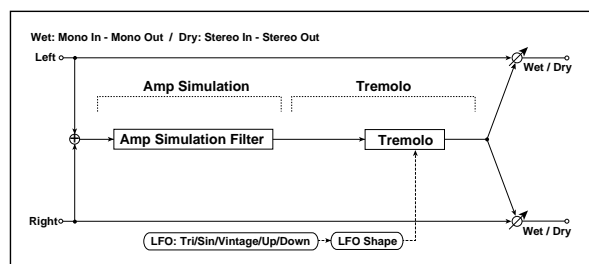 Wet: Mono In - Mono Out / Dry: Stereo In - Stereo Out
Left
Wet / Dry
Amp Simulation
Tremolo
Amp Simulation Filter
Tremolo
Right
Wet / Dry
LFO: Tri/Sin/Vintage/Up/Down
LFO Shape